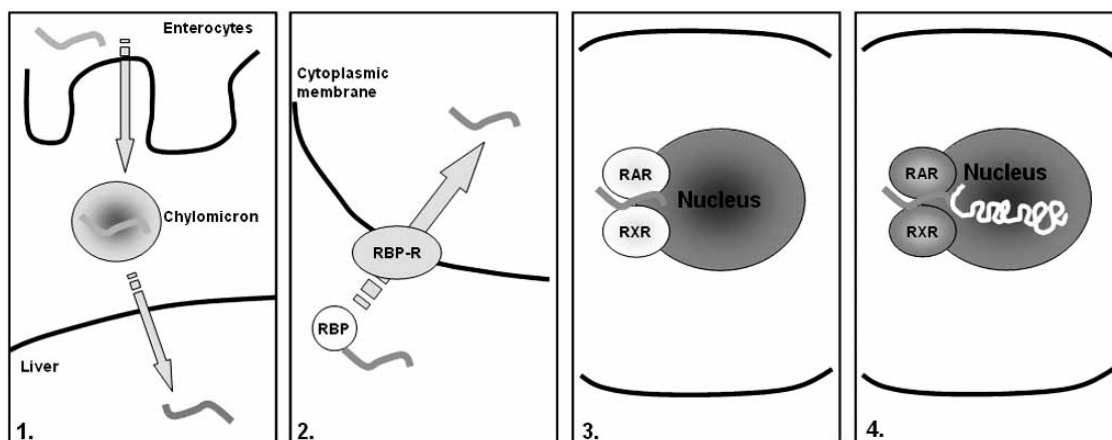 Enterocytes
Chylomicron
Liver
1.
Cytoplasmic
membrane
RBP-R
RBP
2.
RAR
Nucleus
RXR
3.
RAR
Nucleus
RXR
4.